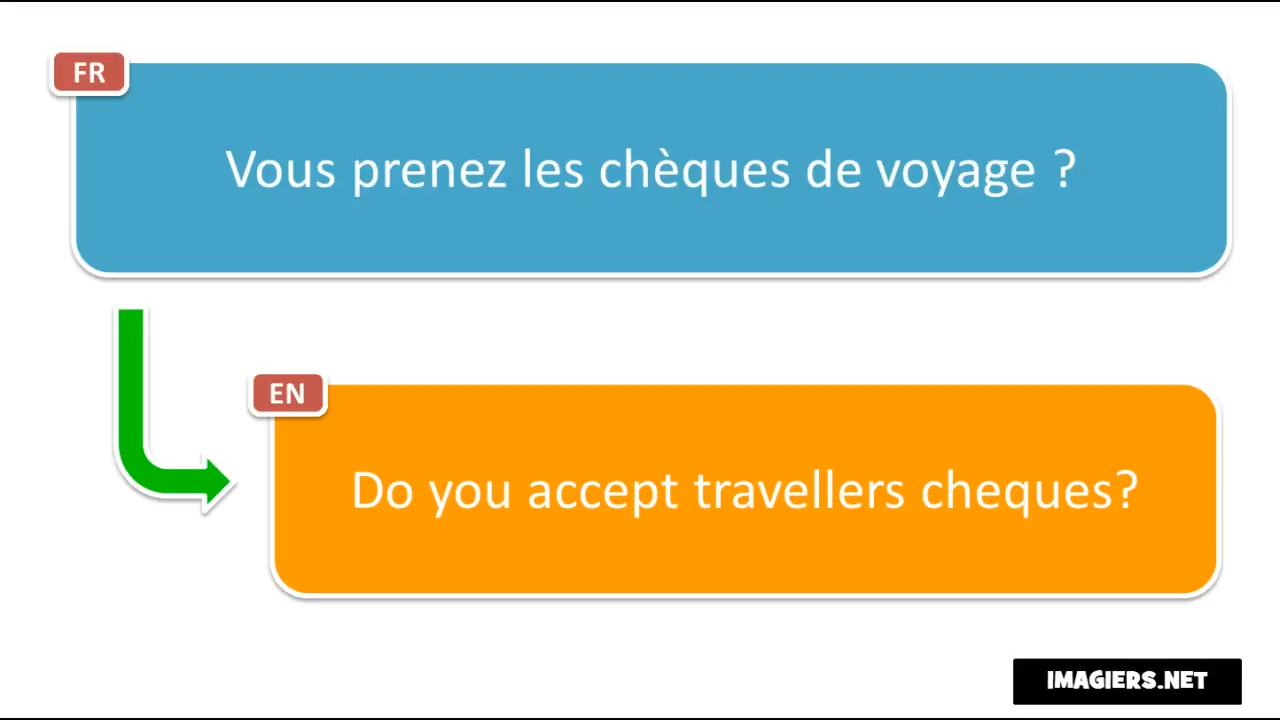 FR
Vous prenez les chèques de voyage ?
EN
Do you accept travellers cheques?
IMAGIERS.NET